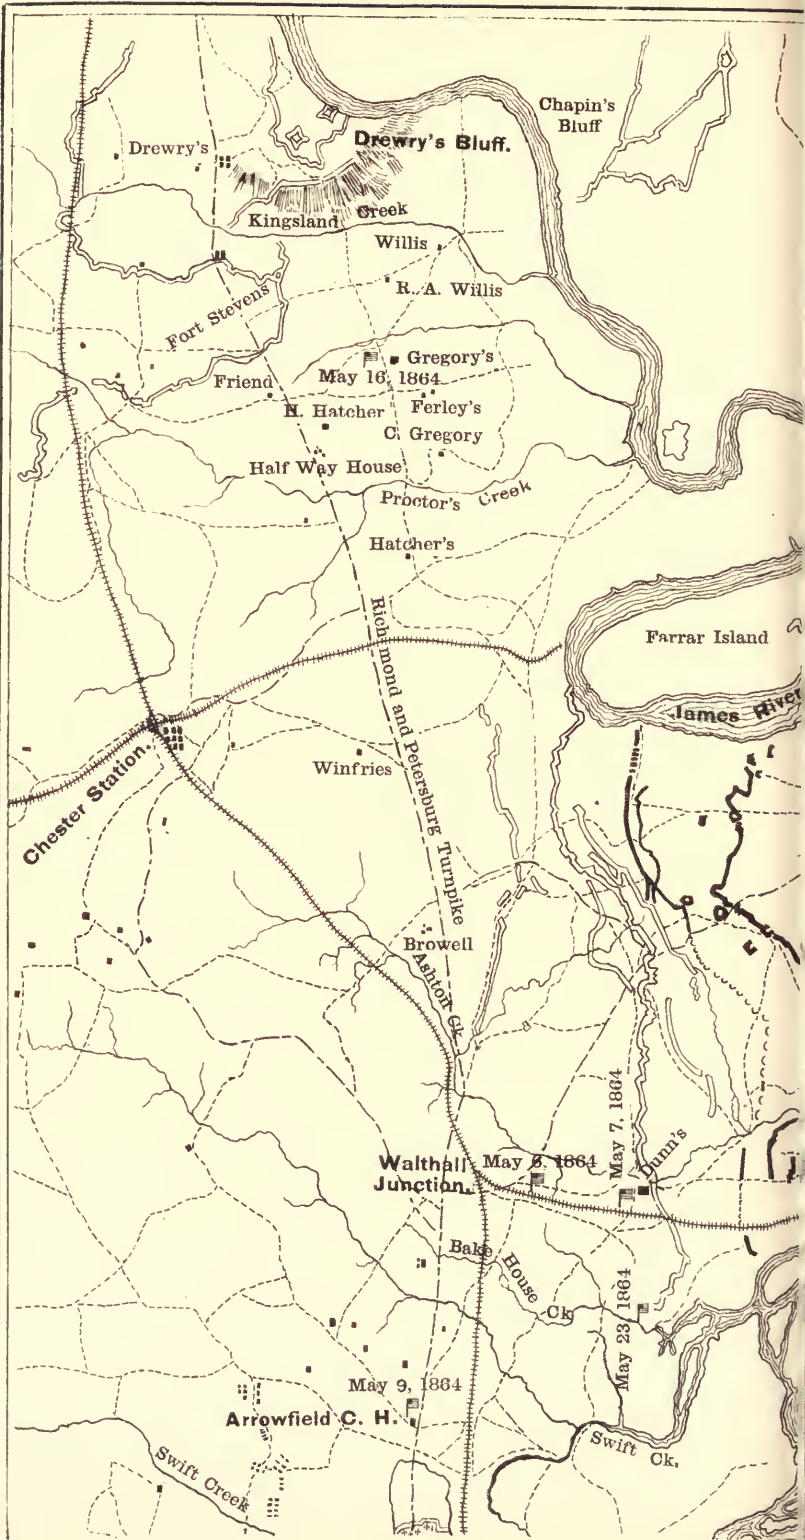 Chapin's
Bluff
Drewry's
Drewry's Bluff.
Kingsland Creek
Willis
R. A. Willis
Fort Stevens
Gregory's
May 16, 1864
Friend
H. Hatcher
Ferley's
C. Gregory
Half Way House
Proctor's Creek
Hatcher's
Richmond and Petersburg Turnpike
Farrar Island
James River
Chester Station.
Winfries
Browell
Ashton Ck
May 7, 1864
Dunn's
Walthall
Junction.
May 6, 1864
Bake House Ck
May 23, 1864
May 9, 1864
Arrowfield C. H.
Swift Ck.
Swift Creek